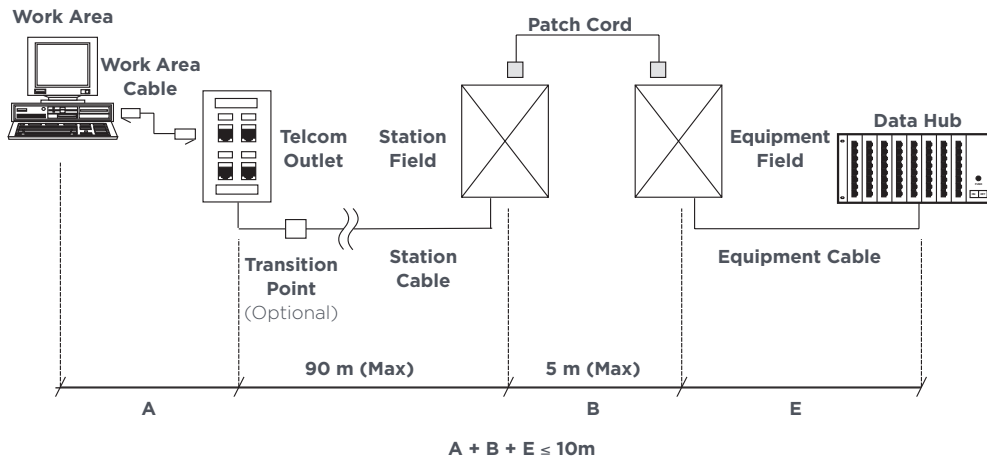 Work Area
Work Area
Cable
Telcom
Outlet
Transition
Point
(Optional)
Station
Cable
Station
Field
Patch Cord
Equipment
Field
Data Hub
Equipment Cable
90 m (Max)
5 m (Max)
A
B
E
A + B + E ≤ 10m